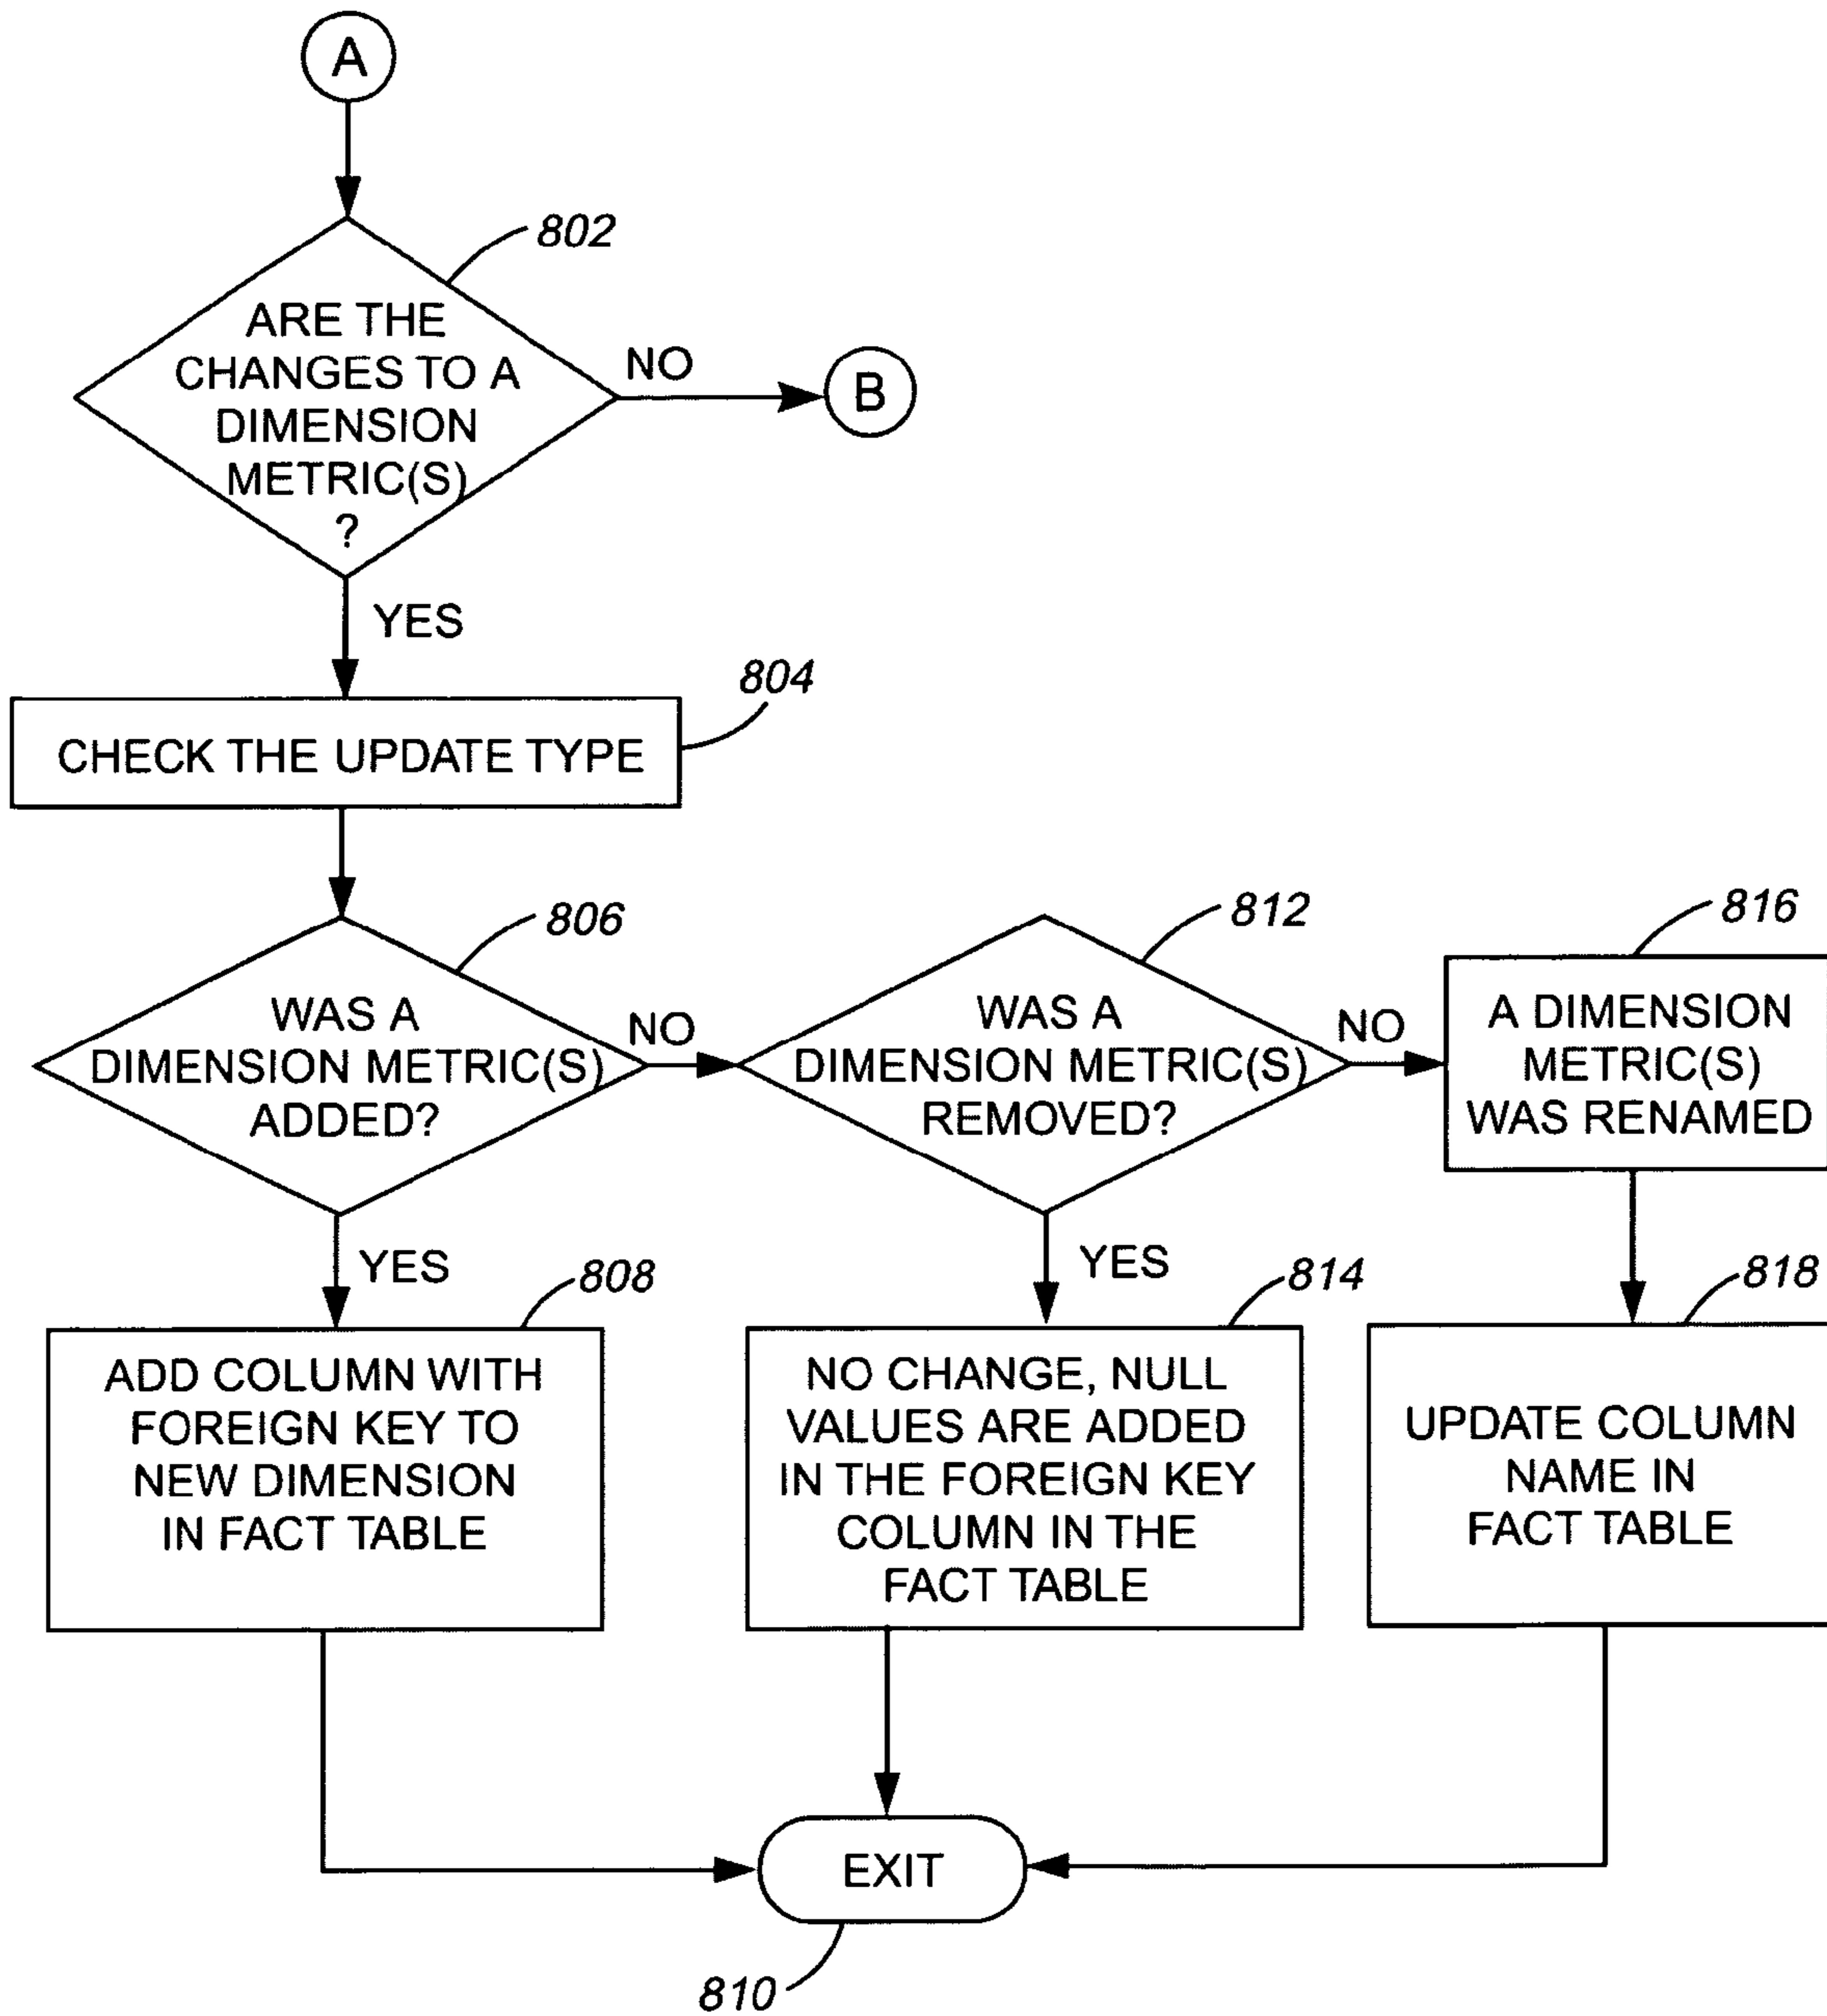 A
802
ARE THE
CHANGES TO A
DIMENSION
METRIC(S)
?
NO
B
YES
804
CHECK THE UPDATE TYPE
806
WAS A
DIMENSION METRIC(S)
ADDED?
NO
812
WAS A
DIMENSION METRIC(S)
REMOVED?
NO
816
A DIMENSION
METRIC(S)
WAS RENAMED
YES
808
ADD COLUMN WITH
FOREIGN KEY TO
NEW DIMENSION
IN FACT TABLE
YES
814
NO CHANGE, NULL
VALUES ARE ADDED
IN THE FOREIGN KEY
COLUMN IN THE
FACT TABLE
818
UPDATE COLUMN
NAME IN
FACT TABLE
EXIT
810